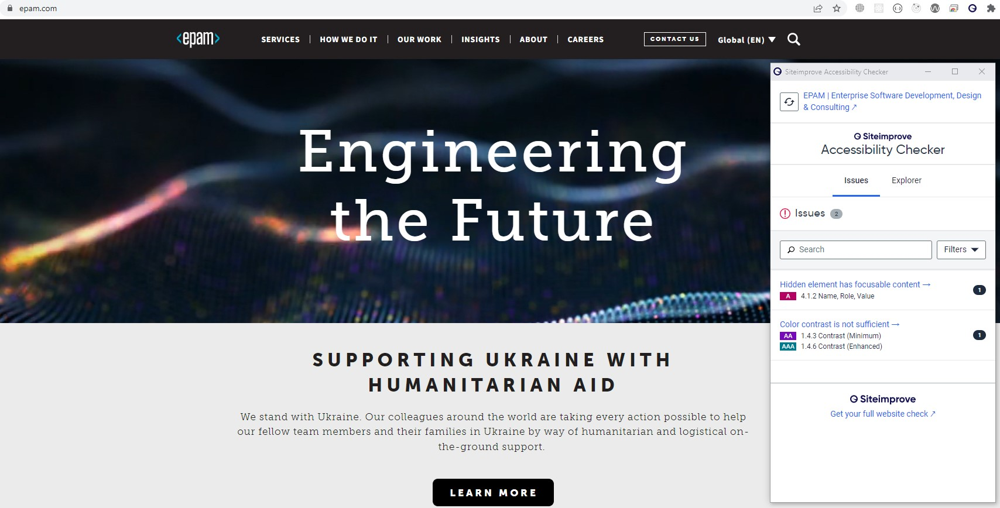 epam.com
<epam>
SERVICES | HOW WE DO IT | OUR WORK | INSIGHTS | ABOUT | CAREERS
CONTACT US
Global (EN)
Engineering
the Future
SUPPORTING UKRAINE WITH
HUMANITARIAN AID
We stand with Ukraine. Our colleagues around the world are taking every action possible to help
our fellow team members and their families in Ukraine by way of humanitarian and logistical on-
the-ground support.
LEARN MORE
Siteimprove Accessibility Checker
EPAM | Enterprise Software Development, Design
& Consulting ↗
Siteimprove
Accessibility Checker
Issues Explorer
Issues 2
Search
Filters
Hidden element has focusable content → 1
A 4.1.2 Name, Role, Value
Color contrast is not sufficient → 1
AA 1.4.3 Contrast (Minimum)
AAA 1.4.6 Contrast (Enhanced)
Siteimprove
Get your full website check ↗